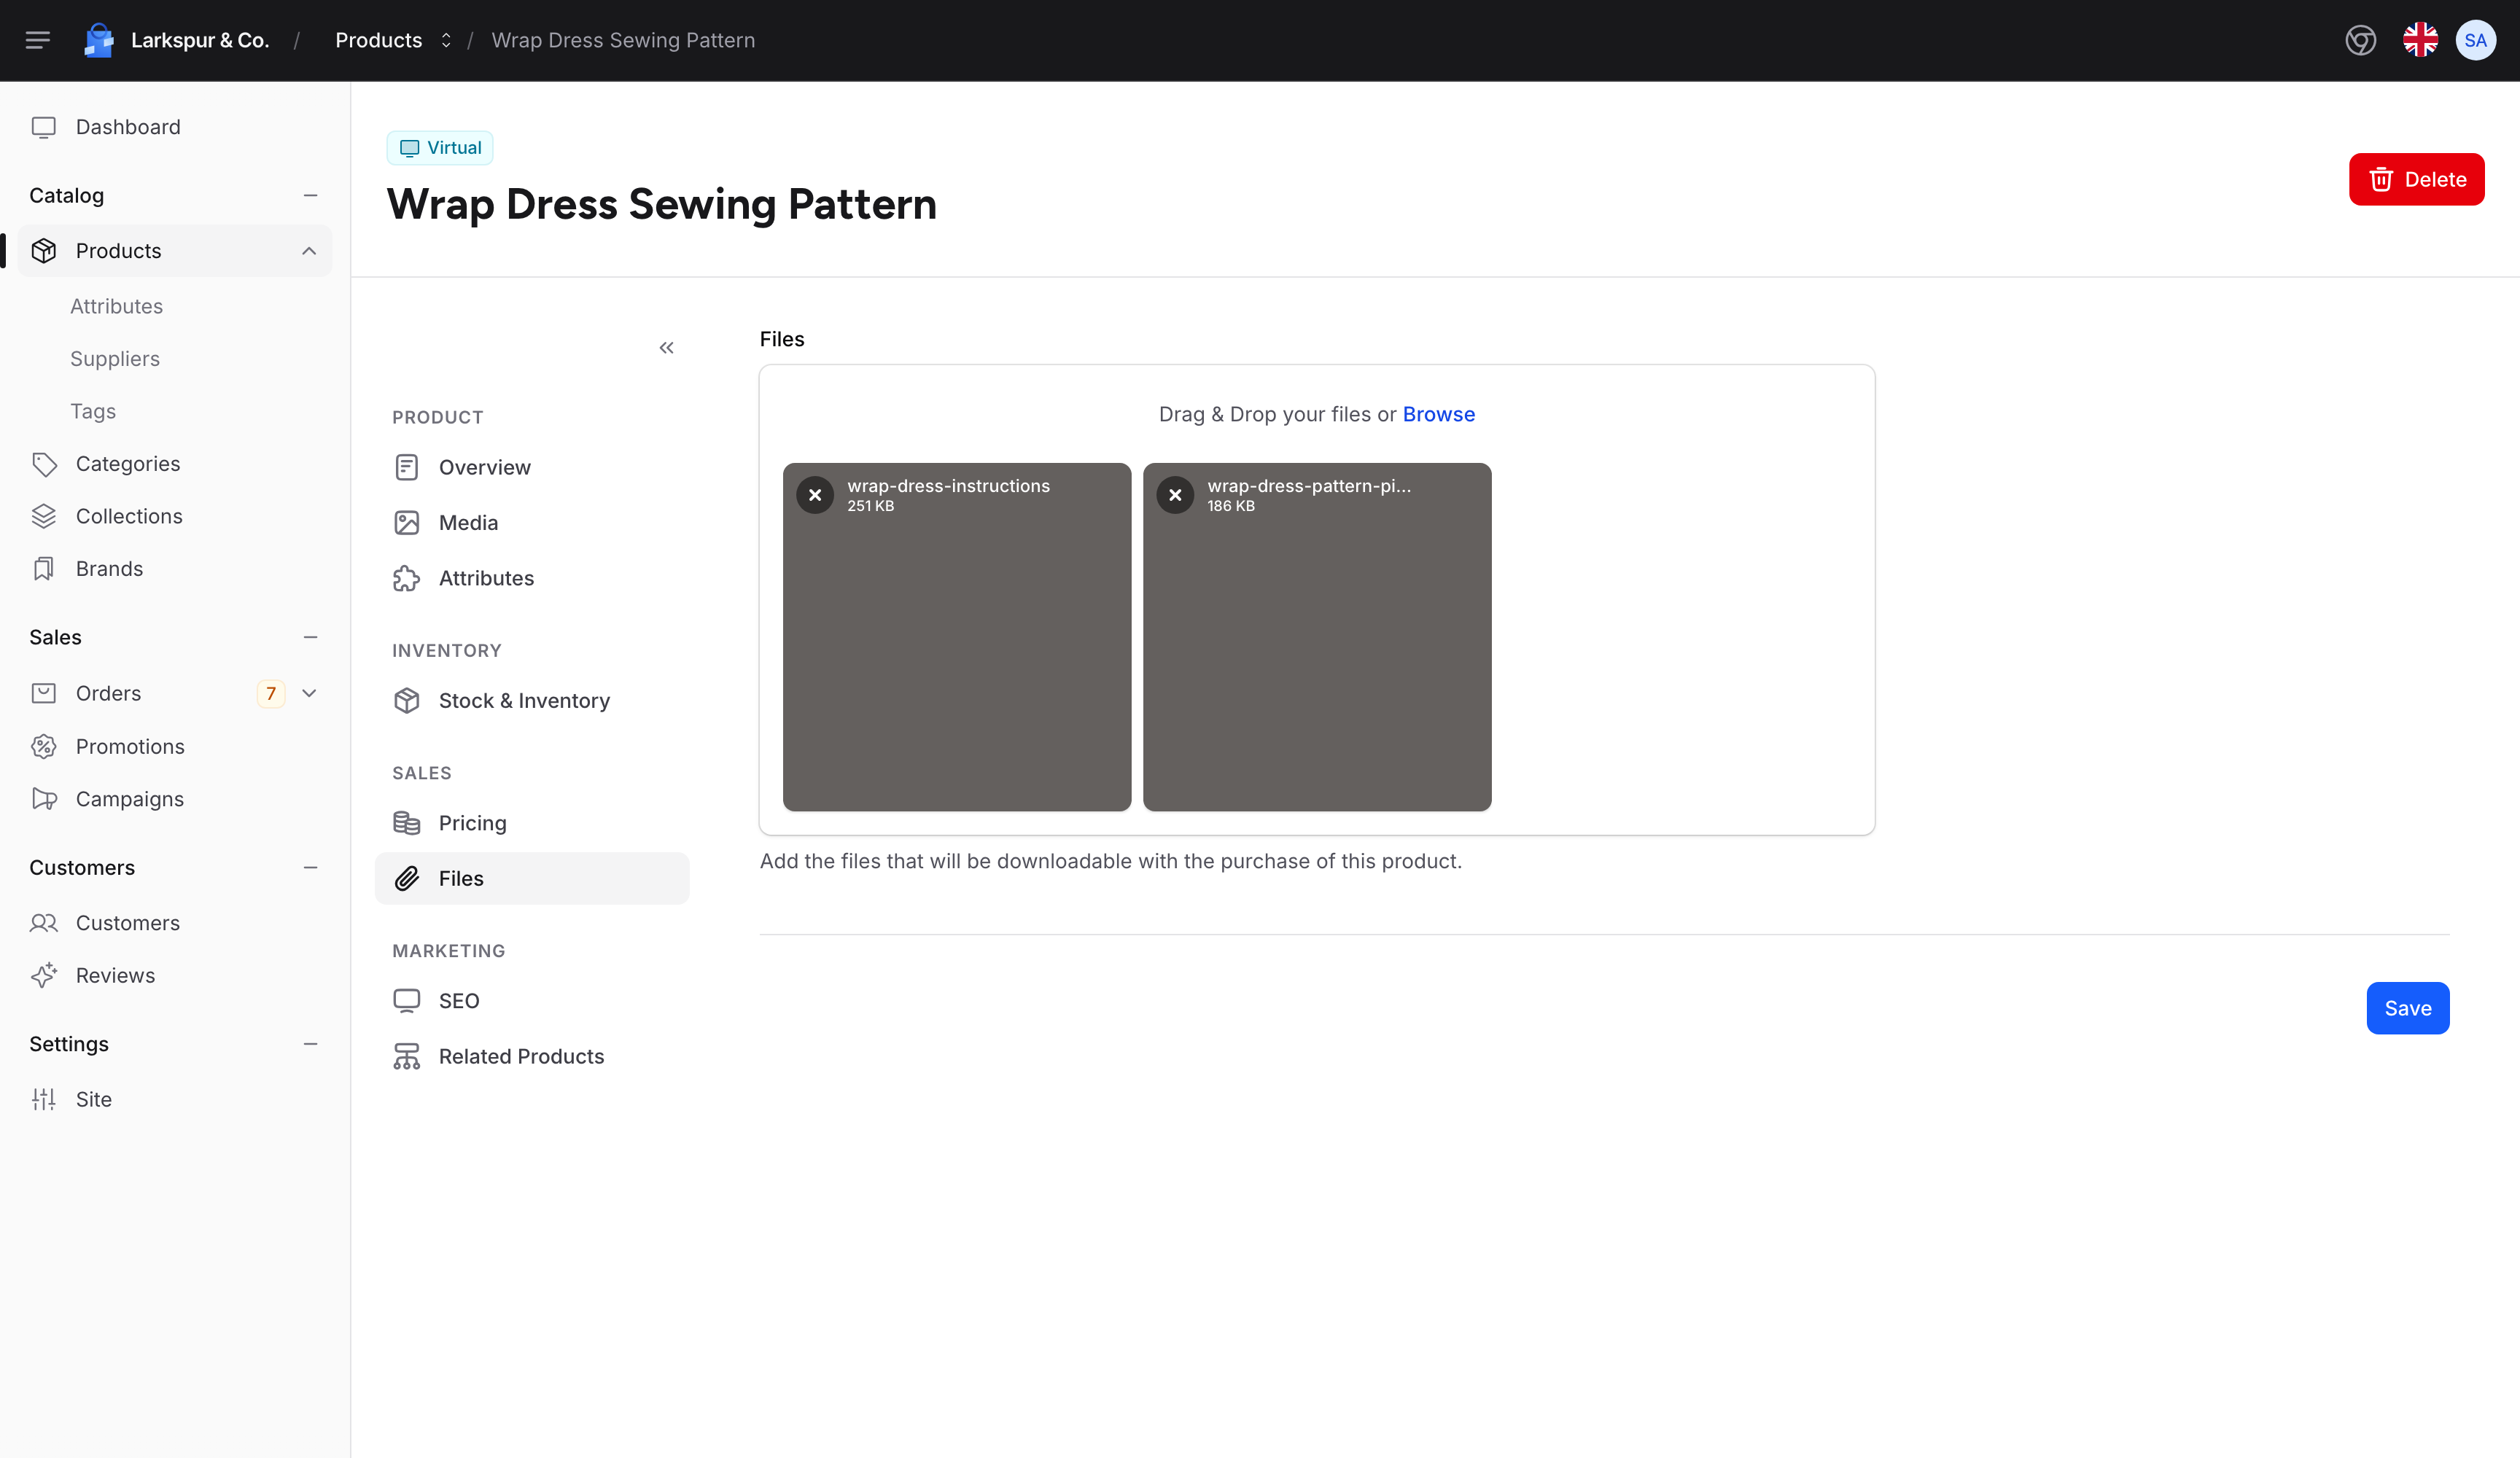 Larkspur & Co. / Products / Wrap Dress Sewing Pattern
SA
Dashboard
Catalog
Products
Attributes
Suppliers
Tags
Categories
Collections
Brands
Sales
Orders 7
Promotions
Campaigns
Customers
Customers
Reviews
Settings
Site
Virtual
Wrap Dress Sewing Pattern
Delete
PRODUCT
Overview
Media
Attributes
INVENTORY
Stock & Inventory
SALES
Pricing
Files
MARKETING
SEO
Related Products
Files
Drag & Drop your files or Browse
wrap-dress-instructions
251 KB
wrap-dress-pattern-pi...
186 KB
Add the files that will be downloadable with the purchase of this product.
Save